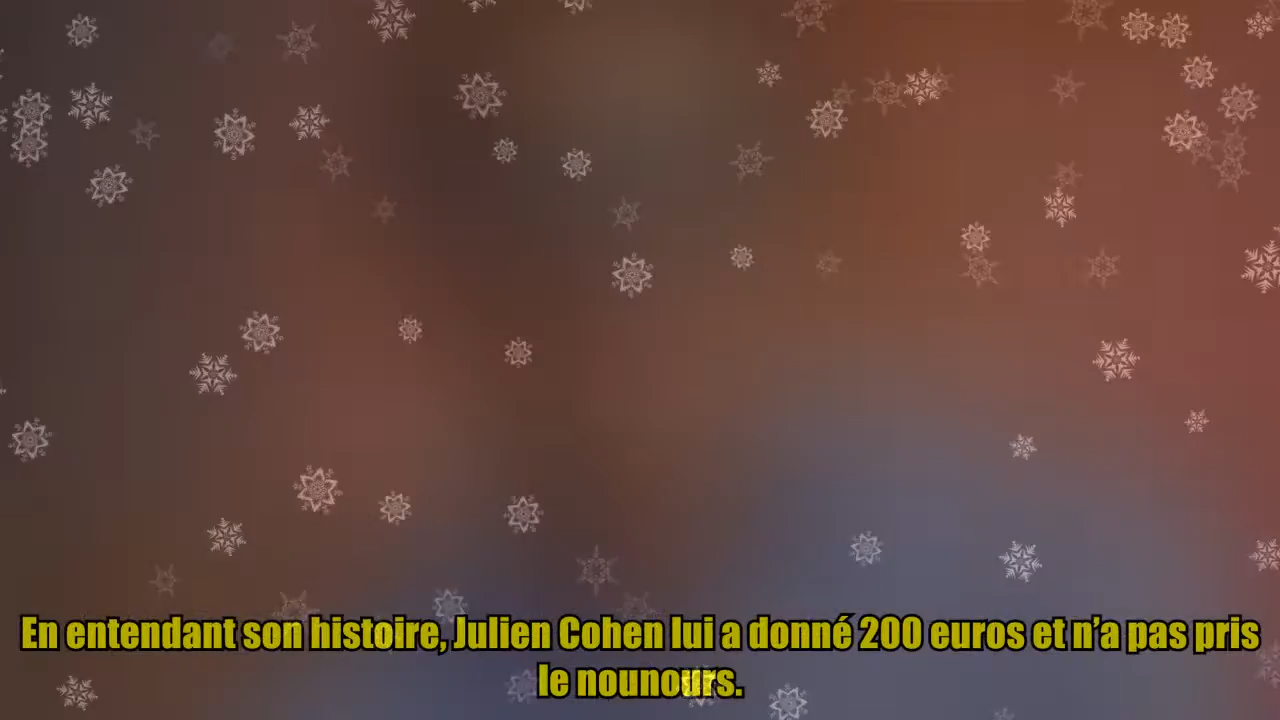 En entendant son histoire, Julien Cohen lui a donné 200 euros et n’a pas pris
le nounours.